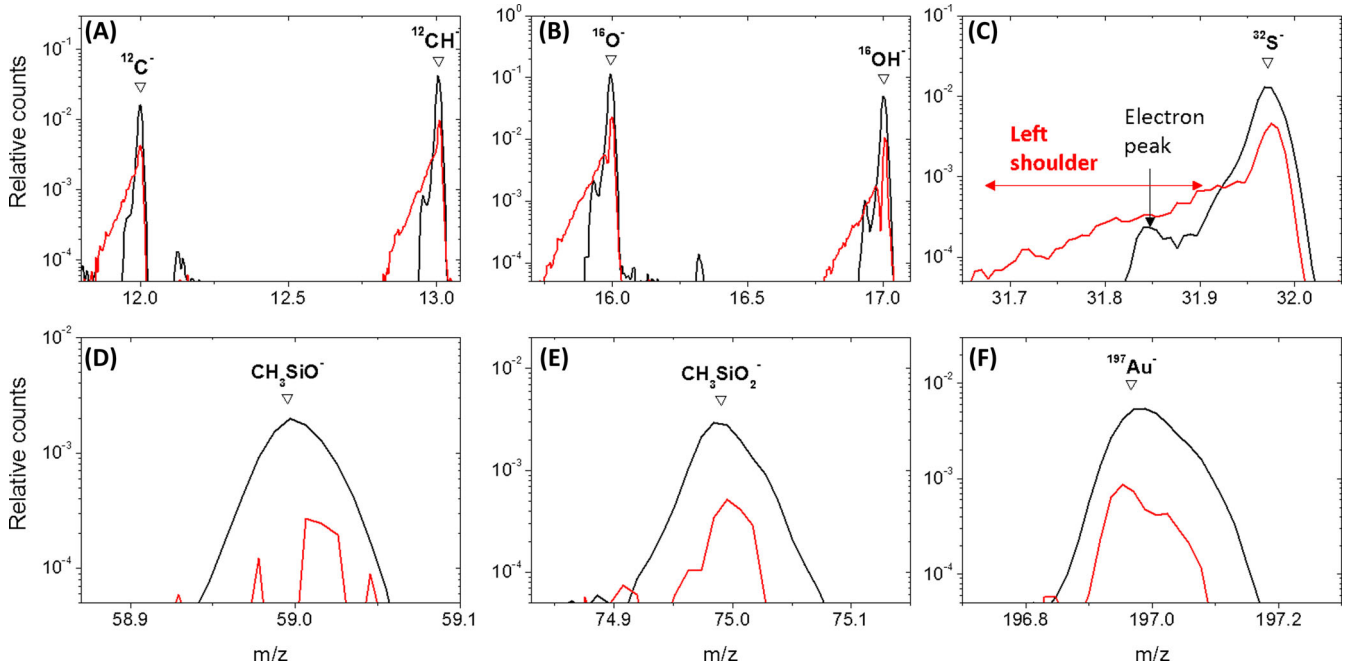 (A)
¹²C⁻
¹²CH⁻
Relative counts
10⁻¹
10⁻²
10⁻³
10⁻⁴
12.0
12.5
13.0
(B)
¹⁶O⁻
¹⁶OH⁻
10⁰
10⁻¹
10⁻²
10⁻³
10⁻⁴
16.0
16.5
17.0
(C)
³²S⁻
Left
shoulder
Electron
peak
10⁻¹
10⁻²
10⁻³
10⁻⁴
31.7
31.8
31.9
32.0
(D)
CH₃SiO⁻
Relative counts
10⁻²
10⁻³
10⁻⁴
58.9
59.0
59.1
m/z
(E)
CH₃SiO₂⁻
10⁻²
10⁻³
10⁻⁴
74.9
75.0
75.1
m/z
(F)
¹⁹⁷Au⁻
10⁻²
10⁻³
10⁻⁴
196.8
197.0
197.2
m/z